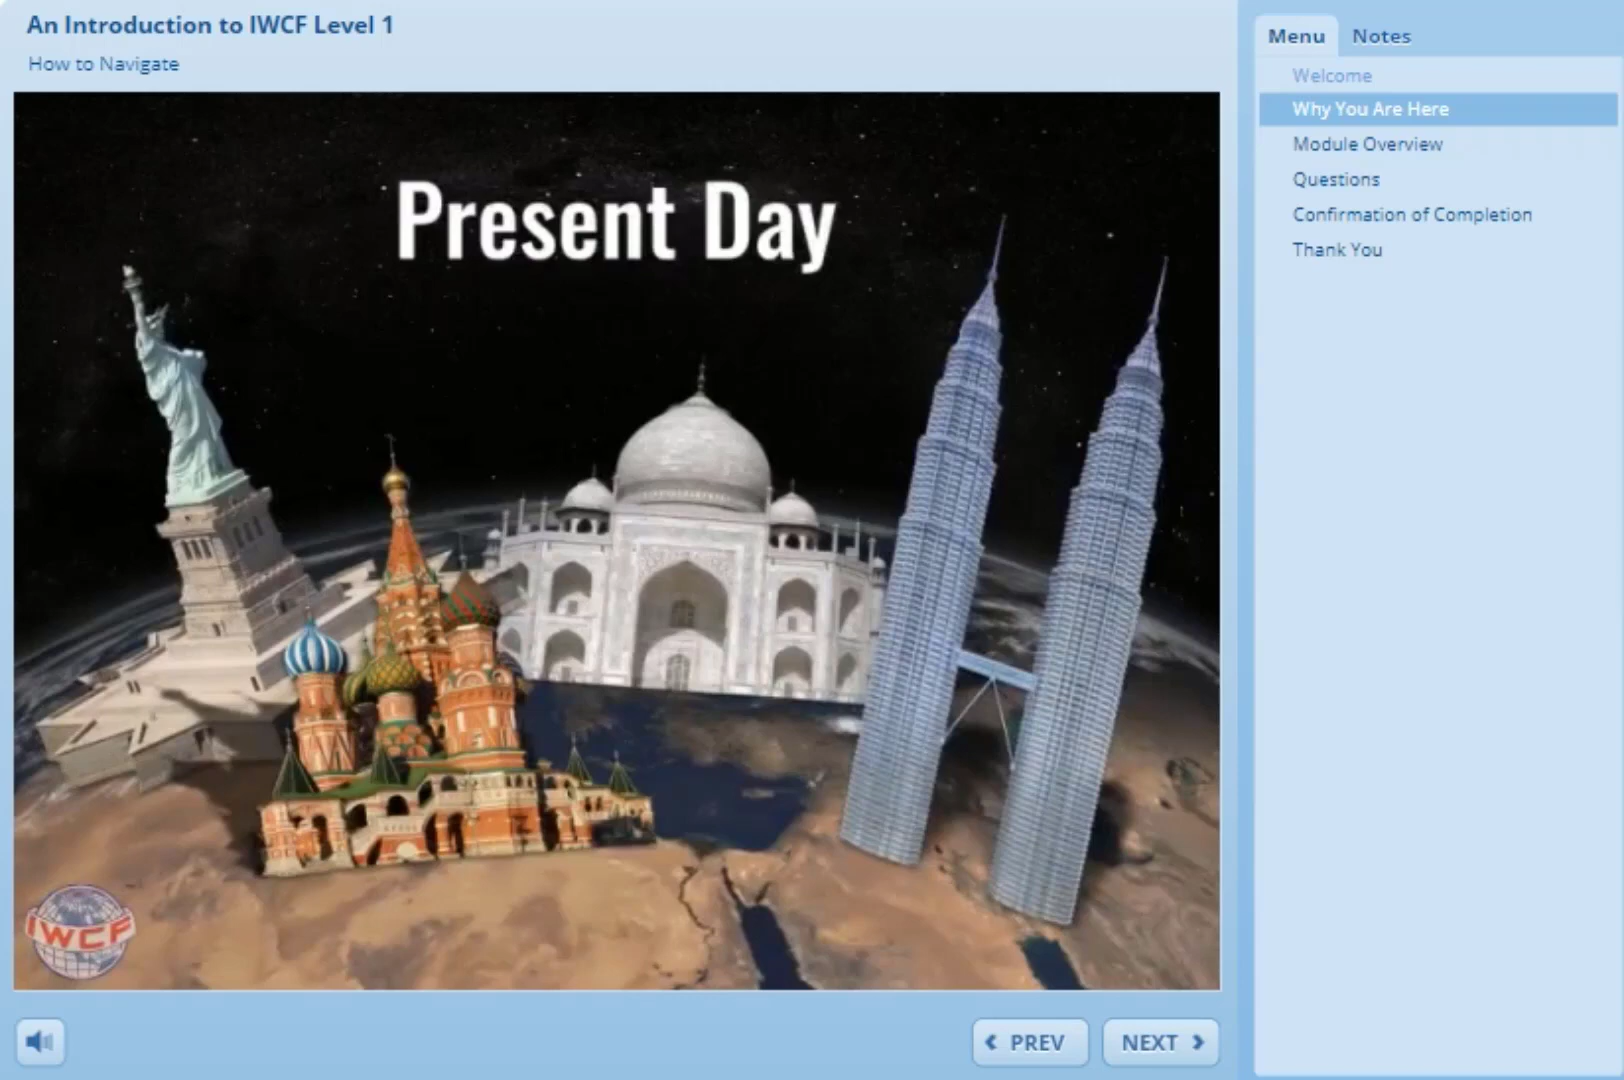 An Introduction to IWCF Level 1
How to Navigate
Present Day
IWCF
PREV
NEXT
Menu
Notes
Welcome
Why You Are Here
Module Overview
Questions
Confirmation of Completion
Thank You